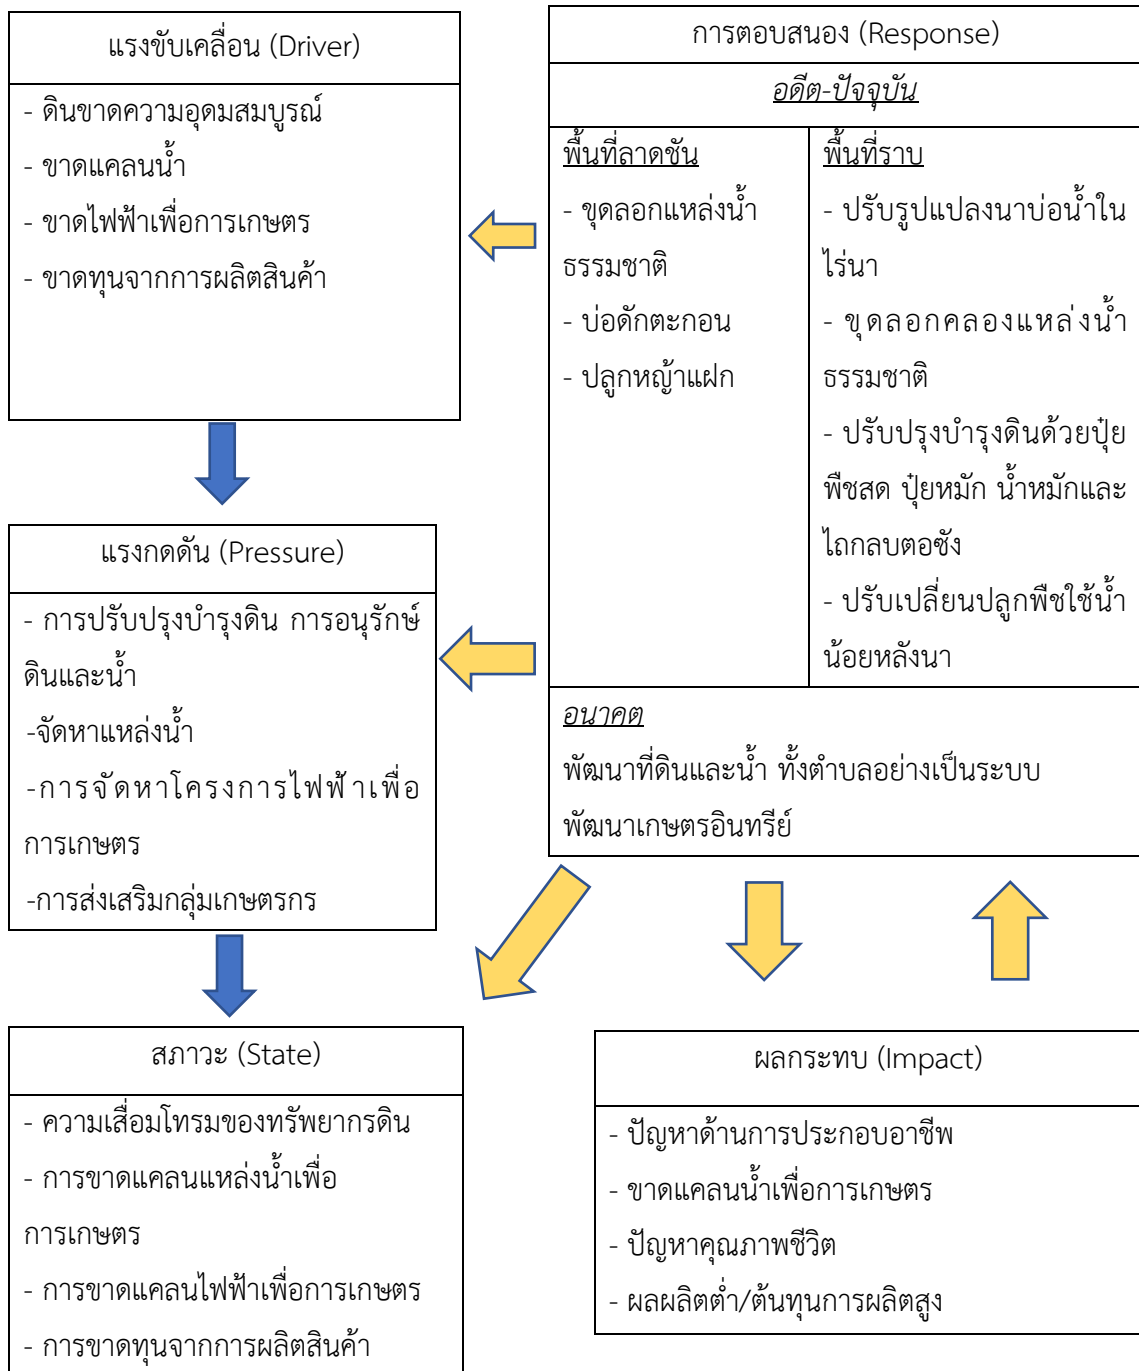 แรงขับเคลื่อน (Driver)
- ดินขาดความอุดมสมบูรณ์
- ขาดแคลนน้ำ
- ขาดไฟฟ้าเพื่อการเกษตร
- ขาดทุนจากการผลิตสินค้า
การตอบสนอง (Response)
อดีต-ปัจจุบัน
พื้นที่ลาดชัน
- ขุดลอกแหล่งน้ำ
ธรรมชาติ
- บ่อดักตะกอน
- ปลูกหญ้าแฝก
พื้นที่ราบ
- ปรับรูปแปลงนาบ่อน้ำใน
ไร่นา
- ขุดลอกคลองแหล่งน้ำ
ธรรมชาติ
- ปรับปรุงบำรุงดินด้วยปุ๋ย
พืชสด ปุ๋ยหมัก น้ำหมักและ
ไถกลบตอซัง
- ปรับเปลี่ยนปลูกพืชใช้น้ำ
น้อยหลังนา
อนาคต
พัฒนาที่ดินและน้ำ ทั้งตำบลอย่างเป็นระบบ
พัฒนาเกษตรอินทรีย์
แรงกดดัน (Pressure)
- การปรับปรุงบำรุงดิน การอนุรักษ์
ดินและน้ำ
-จัดหาแหล่งน้ำ
-การจัดหาโครงการไฟฟ้าเพื่อ
การเกษตร
-การส่งเสริมกลุ่มเกษตรกร
สภาวะ (State)
- ความเสื่อมโทรมของทรัพยากรดิน
- การขาดแคลนแหล่งน้ำเพื่อ
การเกษตร
- การขาดแคลนไฟฟ้าเพื่อการเกษตร
- การขาดทุนจากการผลิตสินค้า
ผลกระทบ (Impact)
- ปัญหาด้านการประกอบอาชีพ
- ขาดแคลนน้ำเพื่อการเกษตร
- ปัญหาคุณภาพชีวิต
- ผลผลิตต่ำ/ต้นทุนการผลิตสูง